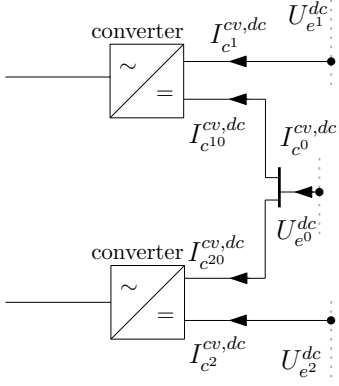 $U_{e^1}^{dc}$
converter $I_{c^1}^{cv,dc}$
∼
=
$I_{c^{10}}^{cv,dc}$ $I_{c^0}^{cv,dc}$
$U_{e^0}^{dc}$
converter $I_{c^{20}}^{cv,dc}$
∼
=
$I_{c^2}^{cv,dc}$ $U_{e^2}^{dc}$